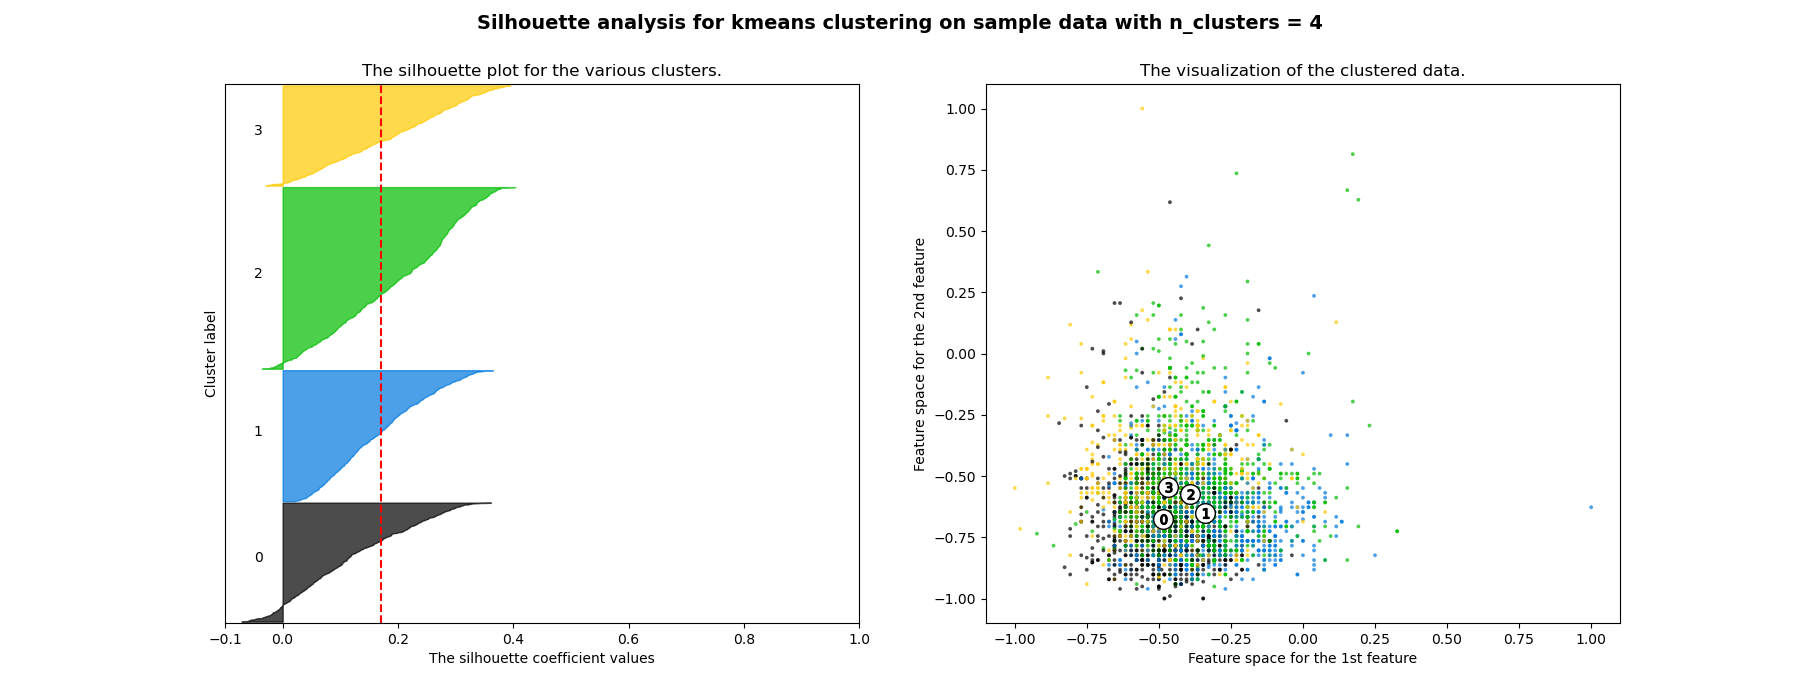 Silhouette analysis for kmeans clustering on sample data with n_clusters = 4
The silhouette plot for the various clusters.
Cluster label
3
2
1
0
−0.1 0.0 0.2 0.4 0.6 0.8 1.0
The silhouette coefficient values
The visualization of the clustered data.
Feature space for the 2nd feature
1.00
0.75
0.50
0.25
0.00
−0.25
−0.50
−0.75
−1.00
3
2
1
0
−1.00 −0.75 −0.50 −0.25 0.00 0.25 0.50 0.75 1.00
Feature space for the 1st feature